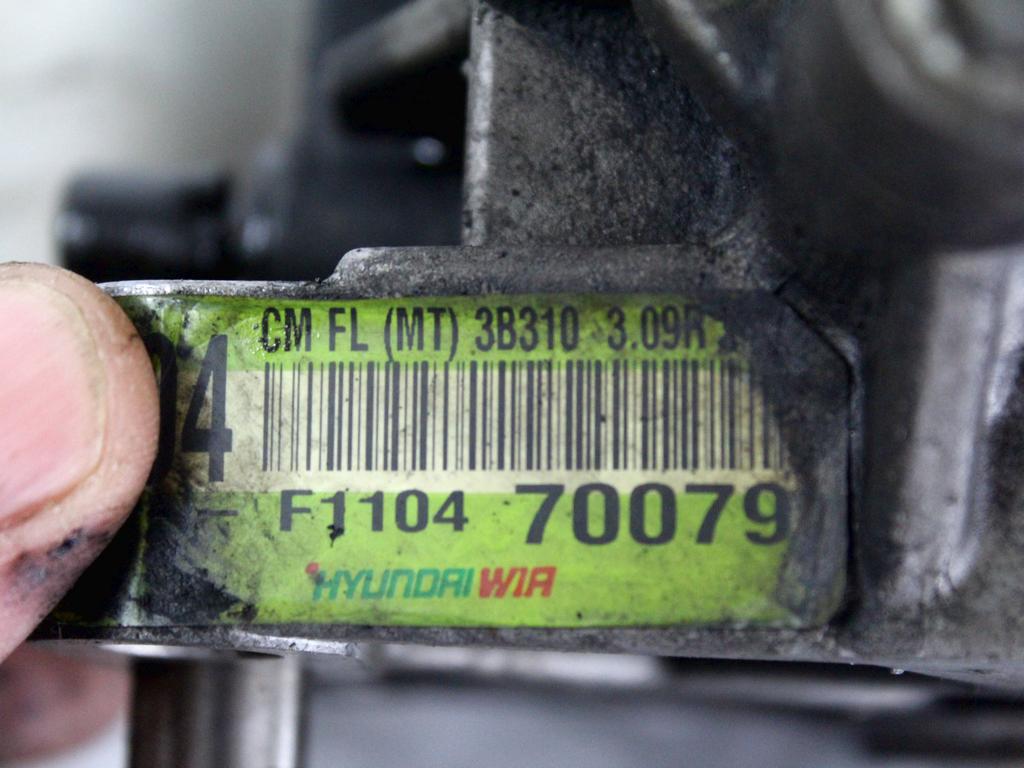 CM FL (MT) 3B310 3.09R
4
F1104 70079
HYUNDAI WIA